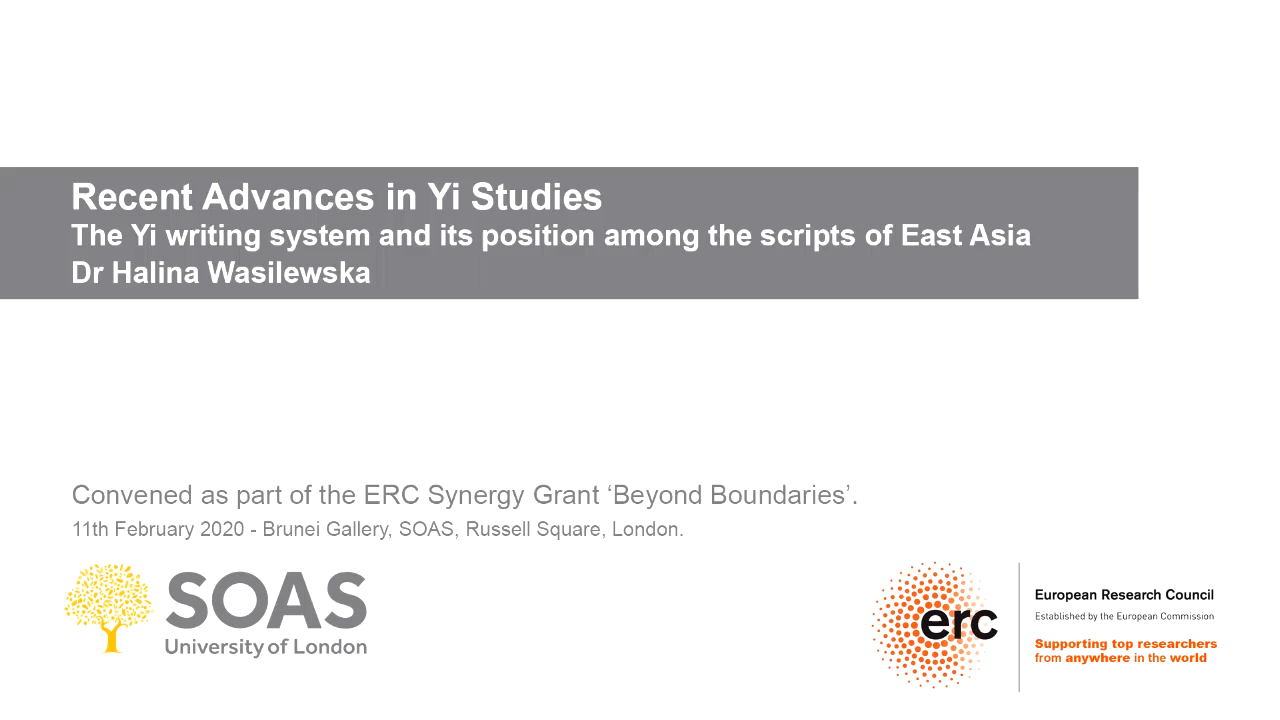 Recent Advances in Yi Studies
The Yi writing system and its position among the scripts of East Asia
Dr Halina Wasilewska
Convened as part of the ERC Synergy Grant ‘Beyond Boundaries’.
11th February 2020 - Brunei Gallery, SOAS, Russell Square, London.
SOAS
University of London
erc
European Research Council
Established by the European Commission
Supporting top researchers
from anywhere in the world